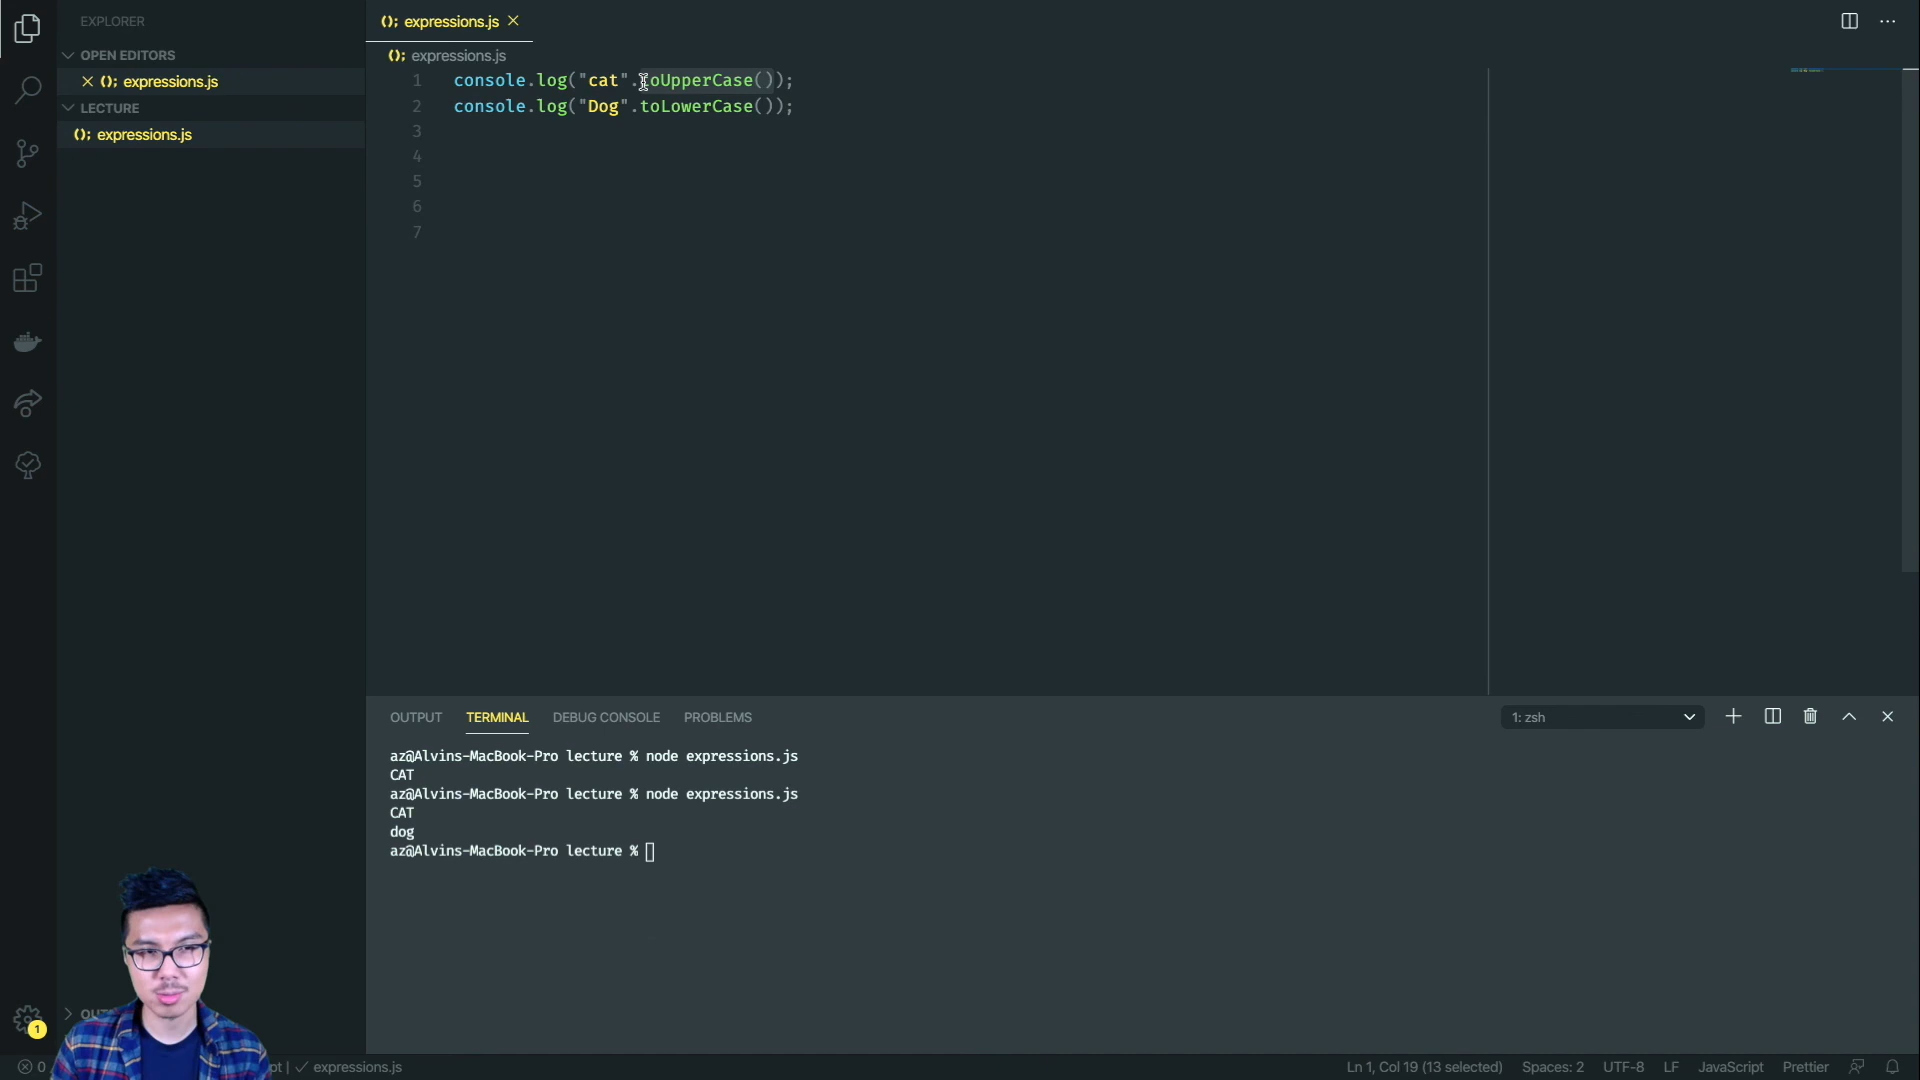 EXPLORER
OPEN EDITORS
(); expressions.js
LECTURE
(); expressions.js
(); expressions.js
(); expressions.js
1 console.log("cat".toUpperCase());
2 console.log("Dog".toLowerCase());
3
4
5
6
7
OUTPUT TERMINAL DEBUG CONSOLE PROBLEMS
1: zsh
az@Alvins-MacBook-Pro lecture % node expressions.js
CAT
az@Alvins-MacBook-Pro lecture % node expressions.js
CAT
dog
az@Alvins-MacBook-Pro lecture %
1
0 | ✓ expressions.js
Ln 1, Col 19 (13 selected) Spaces: 2 UTF-8 LF JavaScript Prettier